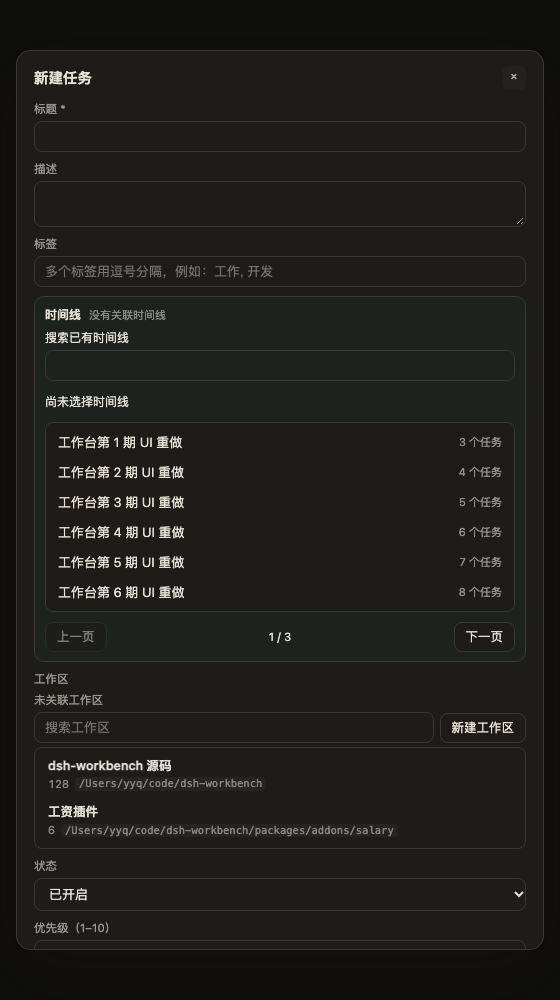 新建任务 ×
标题 *
描述
标签
多个标签用逗号分隔，例如：工作, 开发
时间线 没有关联时间线
搜索已有时间线
尚未选择时间线
工作台第 1 期 UI 重做 3 个任务
工作台第 2 期 UI 重做 4 个任务
工作台第 3 期 UI 重做 5 个任务
工作台第 4 期 UI 重做 6 个任务
工作台第 5 期 UI 重做 7 个任务
工作台第 6 期 UI 重做 8 个任务
上一页 1 / 3 下一页
工作区
未关联工作区
搜索工作区 新建工作区
dsh-workbench 源码
128 /Users/yyq/code/dsh-workbench
工资插件
6 /Users/yyq/code/dsh-workbench/packages/addons/salary
状态
已开启
优先级（1–10）